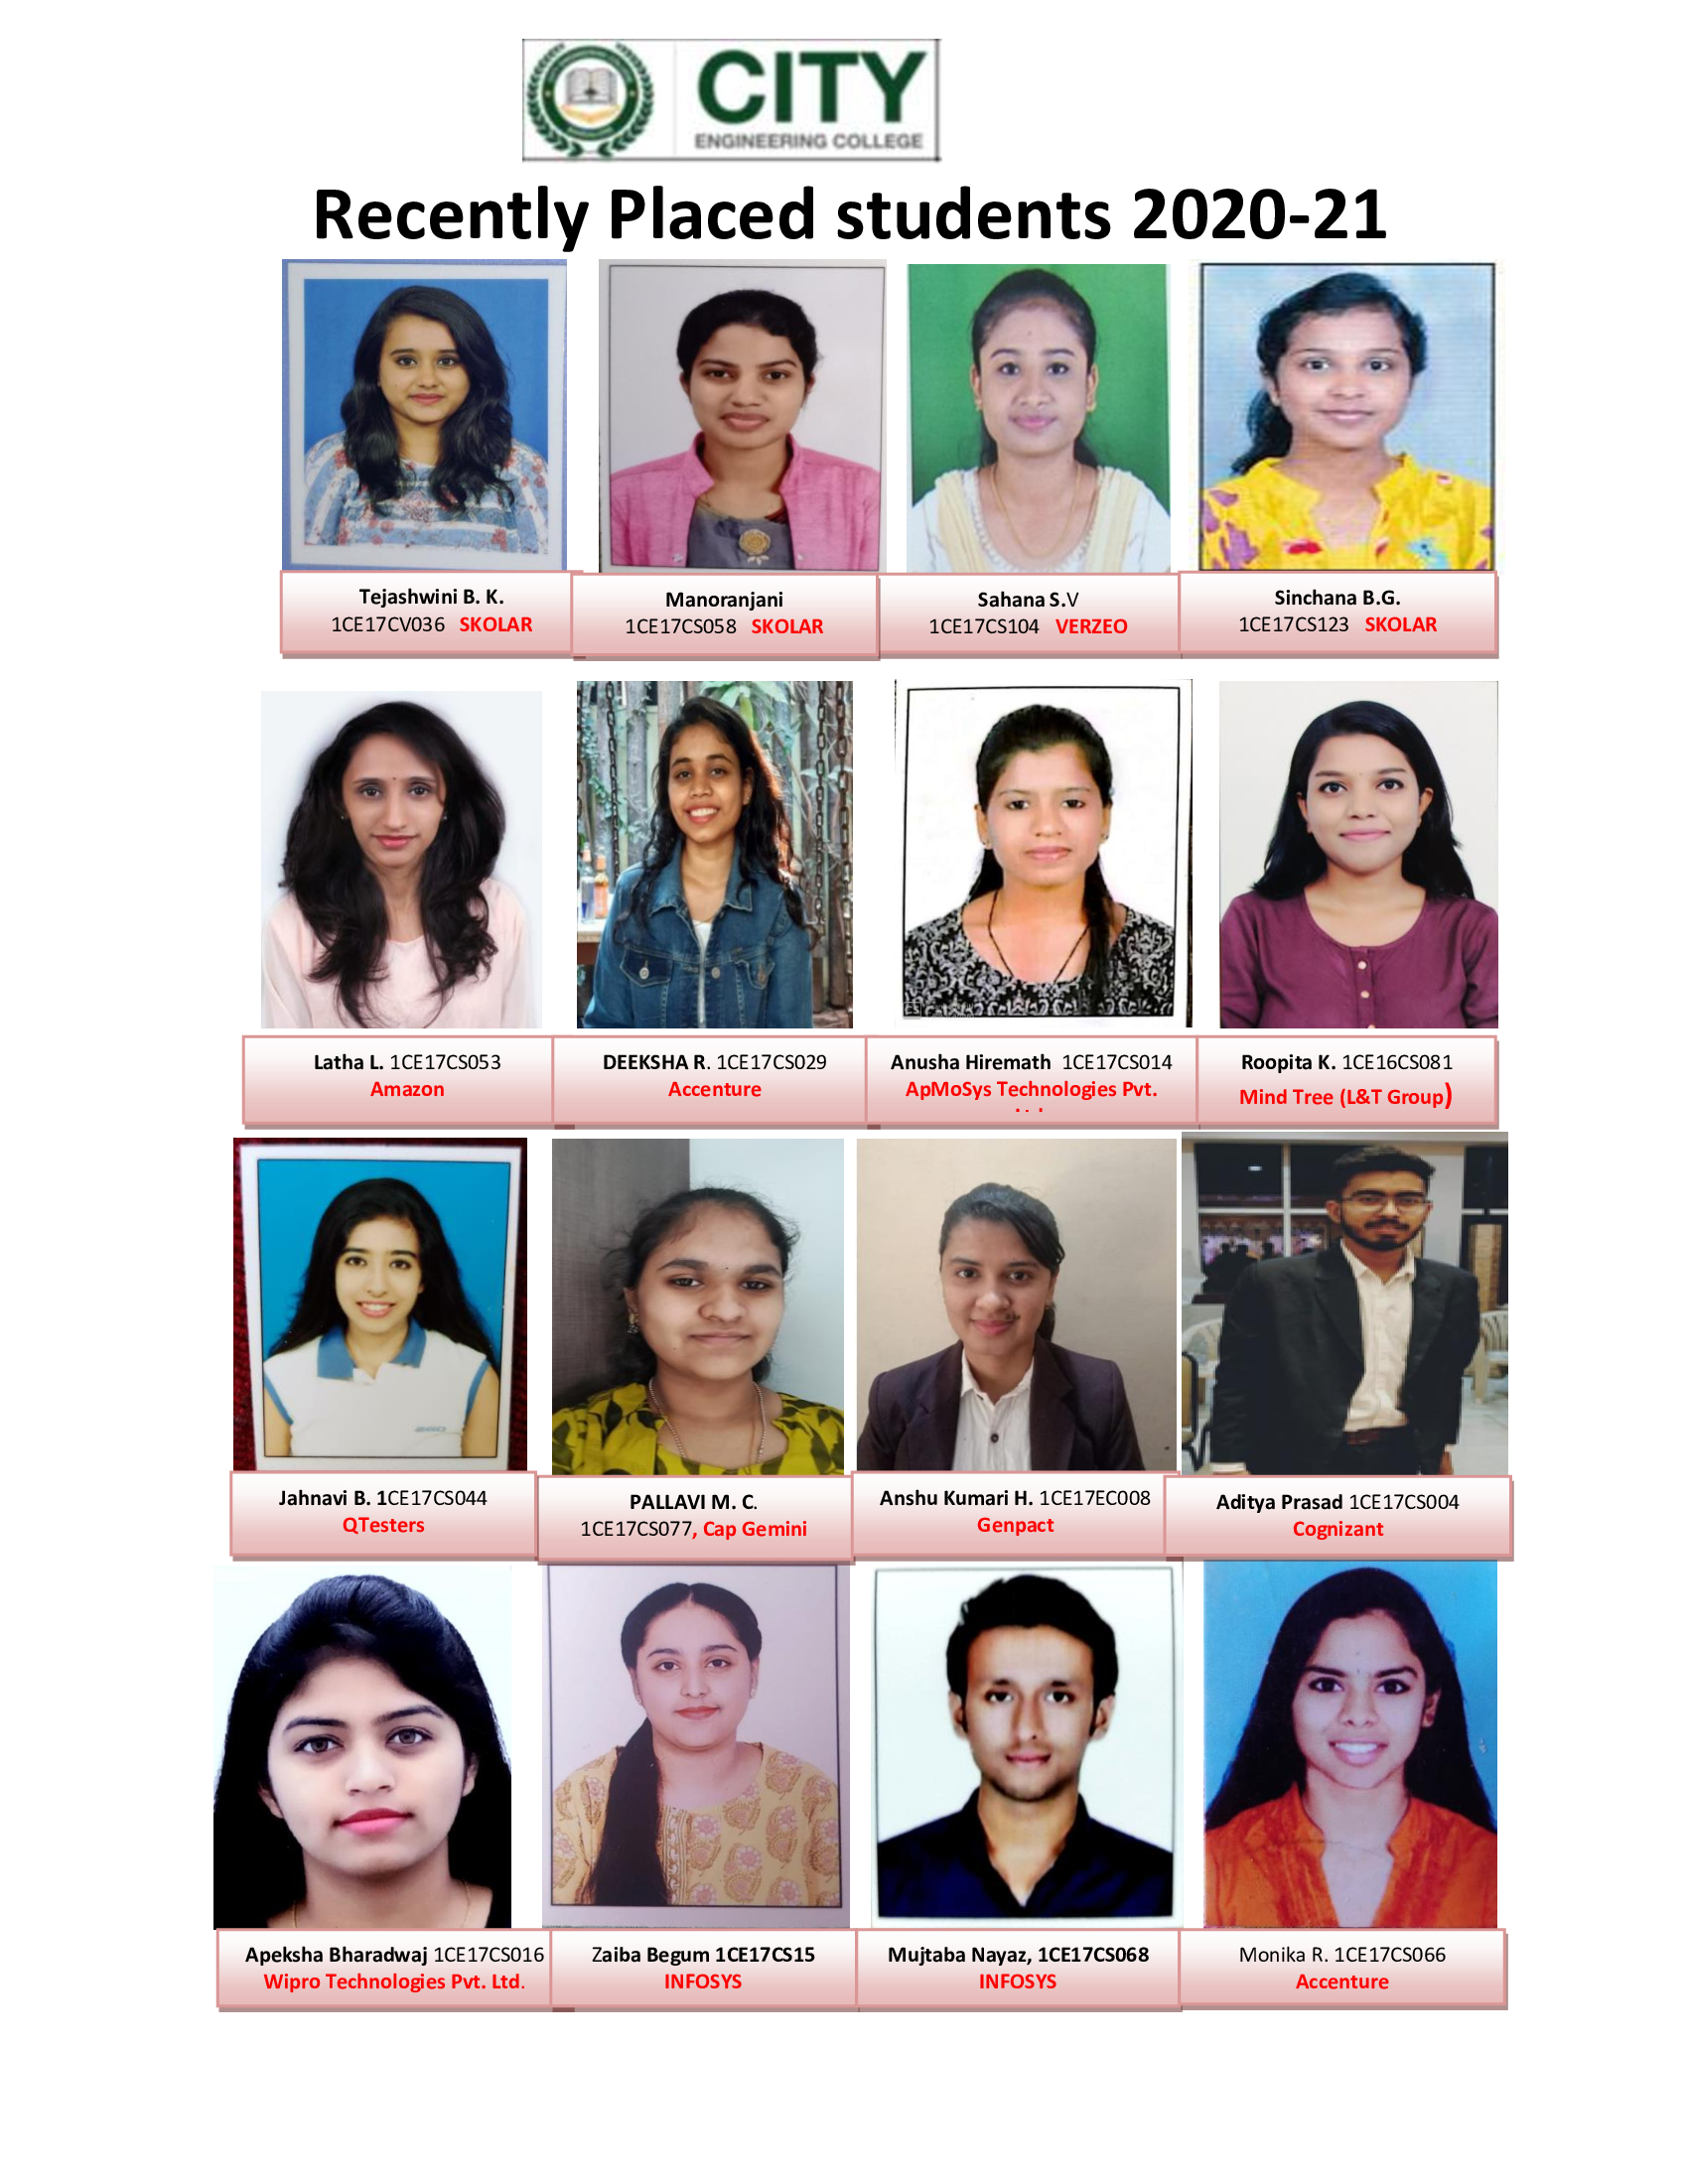 CITY
ENGINEERING COLLEGE
Recently Placed students 2020-21
Tejashwini B. K.
1CE17CV036 SKOLAR
Manoranjani
1CE17CS058 SKOLAR
Sahana S.V
1CE17CS104 VERZEO
Sinchana B.G.
1CE17CS123 SKOLAR
Latha L. 1CE17CS053
Amazon
DEEKSHA R. 1CE17CS029
Accenture
Anusha Hiremath 1CE17CS014
ApMoSys Technologies Pvt.
Roopita K. 1CE16CS081
Mind Tree (L&T Group)
Jahnavi B. 1CE17CS044
QTesters
PALLAVI M. C.
1CE17CS077, Cap Gemini
Anshu Kumari H. 1CE17EC008
Genpact
Aditya Prasad 1CE17CS004
Cognizant
Apeksha Bharadwaj 1CE17CS016
Wipro Technologies Pvt. Ltd.
Zaiba Begum 1CE17CS15
INFOSYS
Mujtaba Nayaz, 1CE17CS068
INFOSYS
Monika R. 1CE17CS066
Accenture